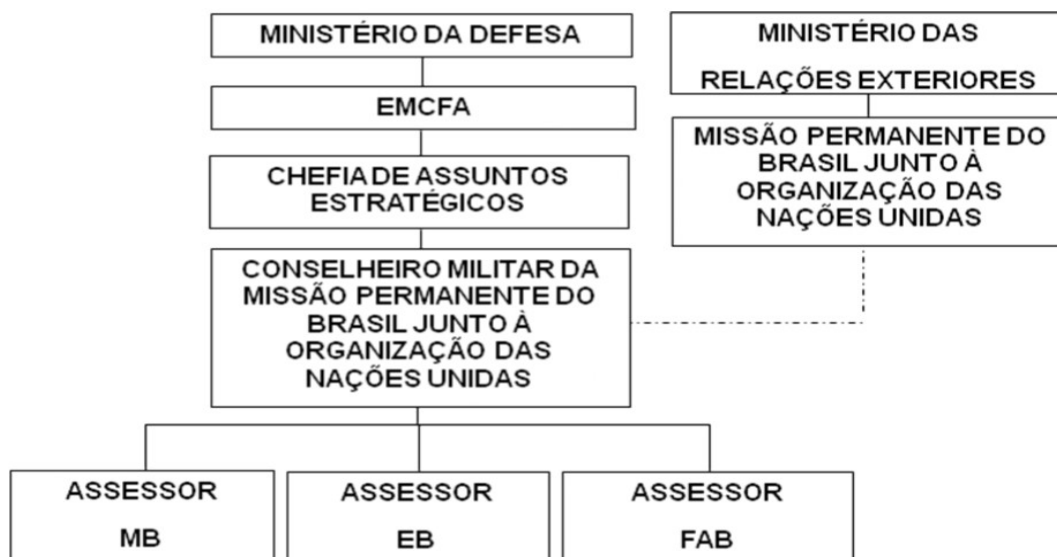 MINISTÉRIO DA DEFESA
MINISTÉRIO DAS
RELAÇÕES EXTERIORES
EMCFA
MISSÃO PERMANENTE DO
BRASIL JUNTO À
ORGANIZAÇÃO DAS
NAÇÕES UNIDAS
CHEFIA DE ASSUNTOS
ESTRATÉGICOS
CONSELHEIRO MILITAR DA
MISSÃO PERMANENTE DO
BRASIL JUNTO À
ORGANIZAÇÃO DAS
NAÇÕES UNIDAS
ASSESSOR
MB
ASSESSOR
EB
ASSESSOR
FAB